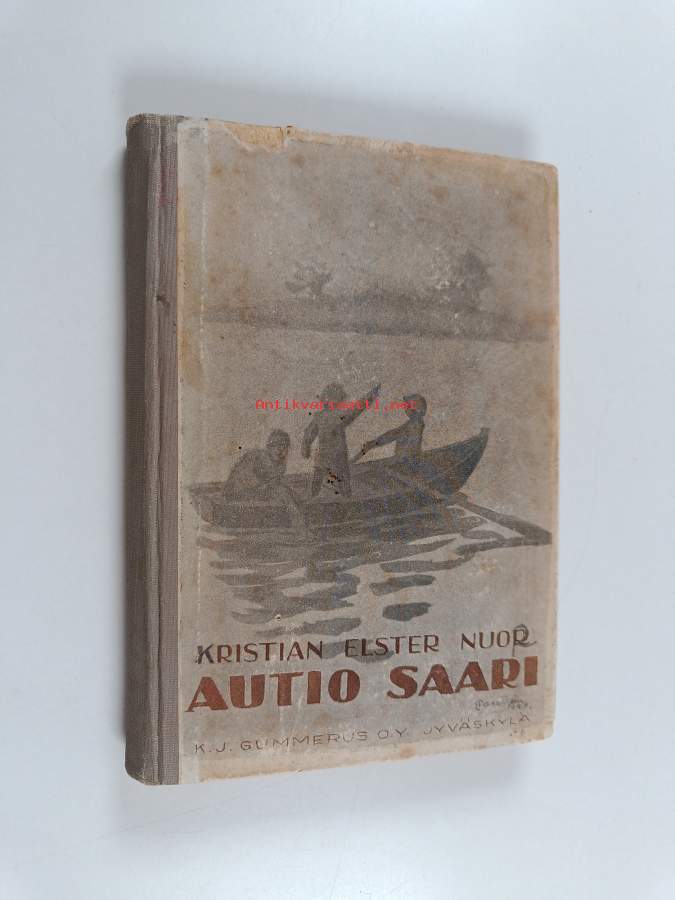 Antikvariaatti.net
KRISTIAN ELSTER NUOR
AUTIO SAARI
K.J. GUMMERUS O.Y. JYVÄSKYLÄ